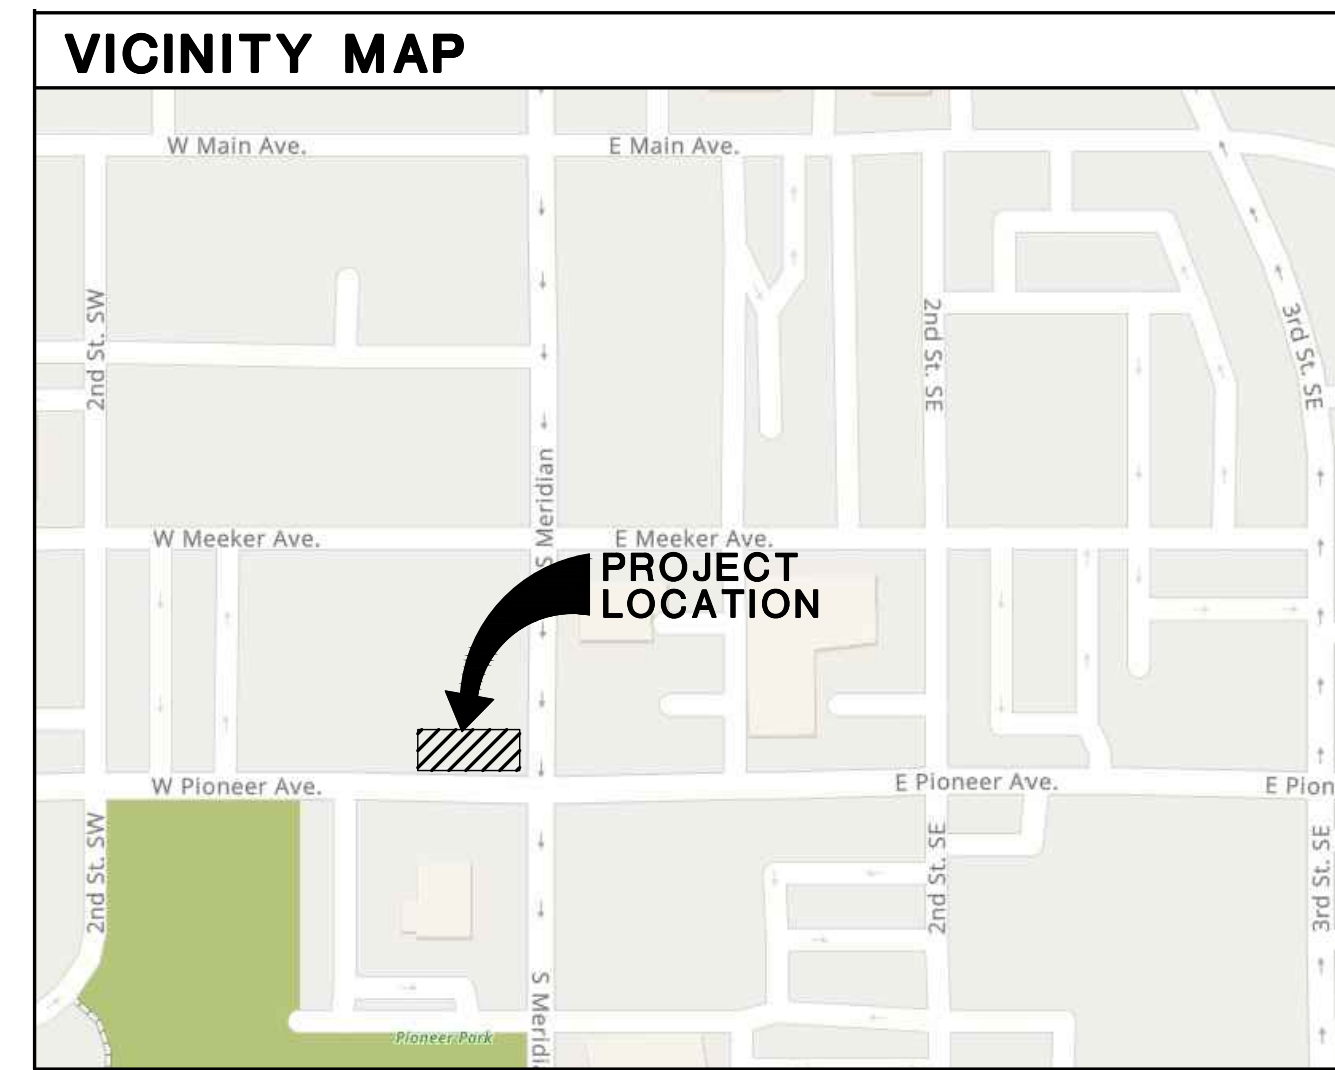 VICINITY MAP
W Main Ave.
E Main Ave.
2nd St. SW
2nd St. SE
3rd St. SE
S Meridian
W Meeker Ave.
E Meeker Ave.
PROJECT
LOCATION
W Pioneer Ave.
E Pioneer Ave.
E Pion
2nd St. SW
2nd St. SE
3rd St. SE
S Meridi
Pioneer Park